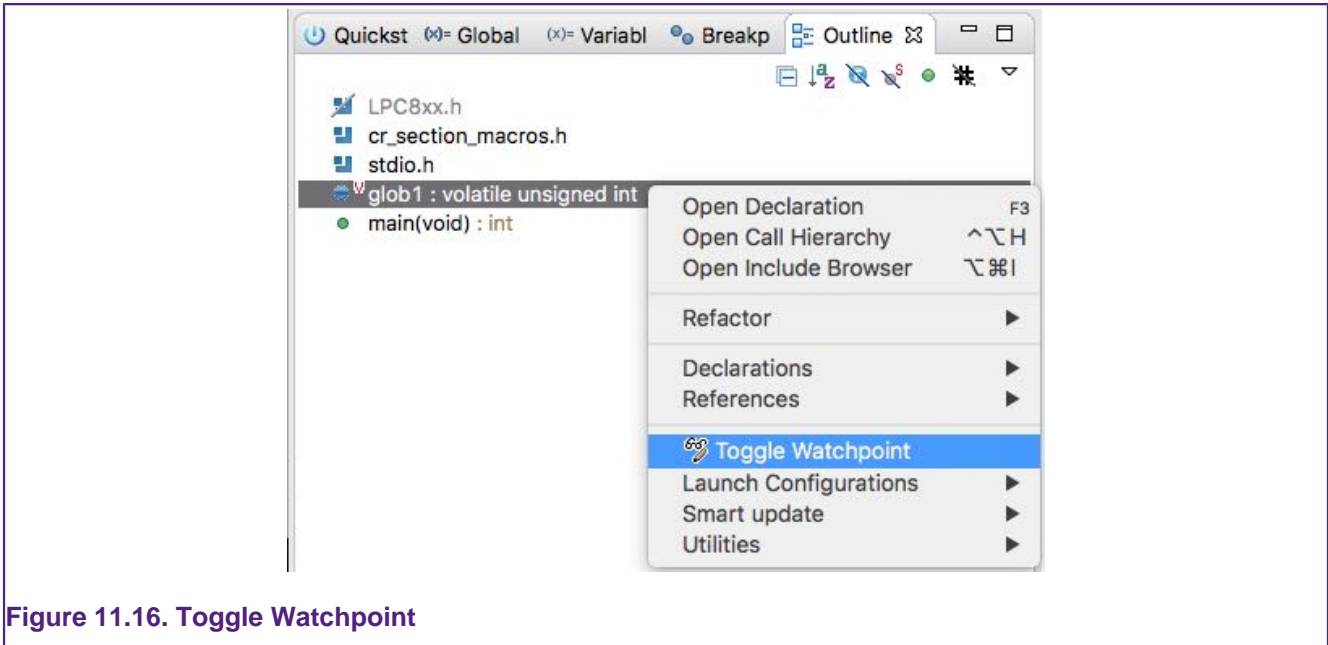 Quickst (x)= Global (x)= Variabl Breakp Outline
LPC8xx.h
cr_section_macros.h
stdio.h
glob1 : volatile unsigned int
main(void) : int
Open Declaration F3
Open Call Hierarchy ^⌥H
Open Include Browser ⌥⌘I
Refactor
Declarations
References
Toggle Watchpoint
Launch Configurations
Smart update
Utilities
Figure 11.16. Toggle Watchpoint